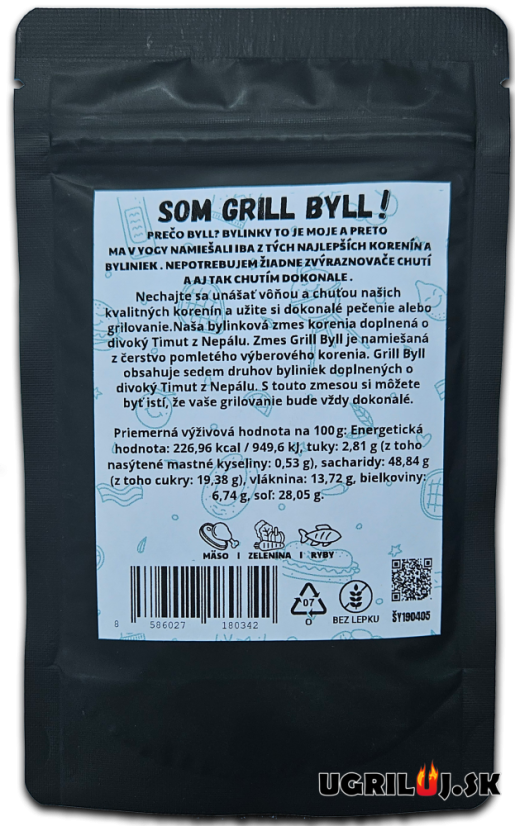 SOM GRILL BYLL!
PREČO BYLL? BYLINKY TO JE MOJE A PRETO
MA V YOGY NAMIEŠALI IBA Z TÝCH NAJLEPŠÍCH KORENÍN A
BYLINIEK . NEPOTREBUJEM ŽIADNE ZVÝRAZNOVAČE CHUTÍ
A AJ TAK CHUTÍM DOKONALE .
Nechajte sa unášať vôňou a chuťou našich
kvalitných korenín a užite si dokonalé pečenie alebo
grilovanie.Naša bylinková zmes korenia doplnená o
divoký Timut z Nepálu. Zmes Grill Byll je namiešaná
z čerstvo pomletého výberového korenia. Grill Byll
obsahuje sedem druhov byliniek doplnených o
divoký Timut z Nepálu. S touto zmesou si môžete
byť istí, že vaše grilovanie bude vždy dokonalé.
Priemerná výživová hodnota na 100g: Energetická
hodnota: 226,96 kcal / 949,6 kJ, tuky: 2,81 g (z toho
nasýtené mastné kyseliny: 0,53 g), sacharidy: 48,84 g
(z toho cukry: 19,38 g), vláknina: 13,72 g, bielkoviny:
6,74 g, soľ: 28,05 g.
MÄSO I ZELENINA I RYBY
8 586027 180342
07
O
BEZ LEPKU
ŠY190405
UGRILUJ.SK